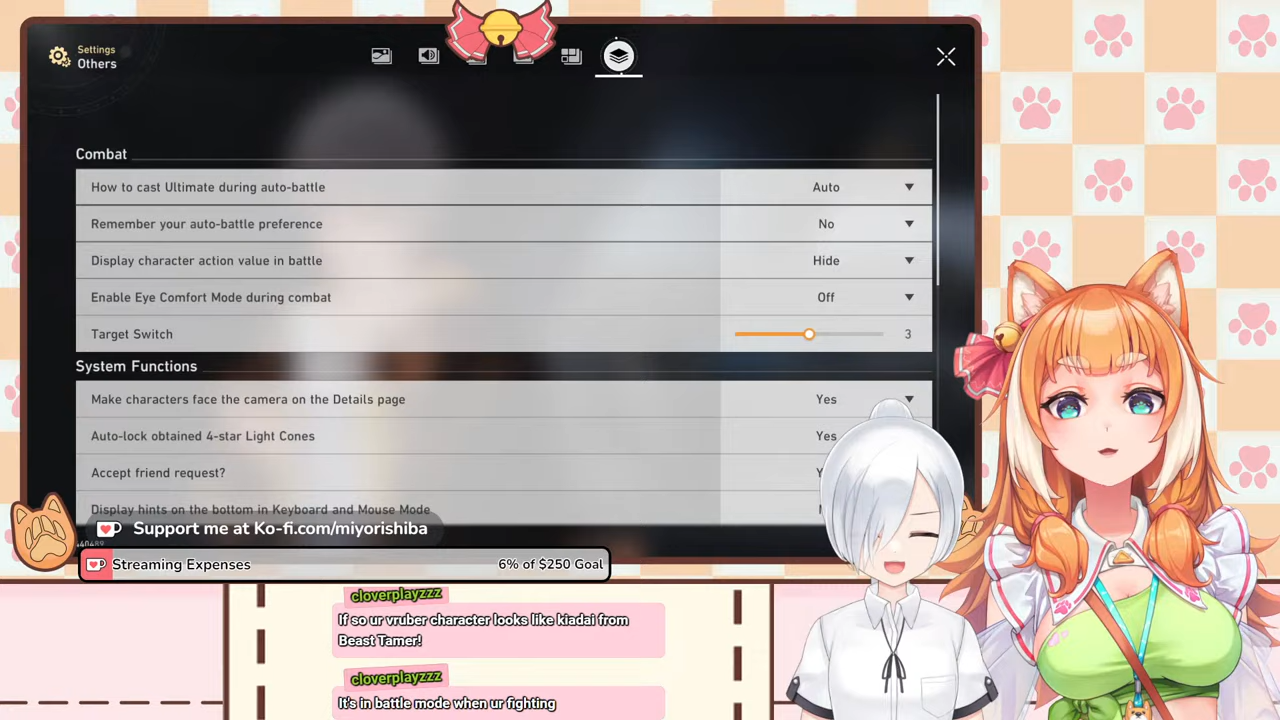 Settings
Others
Combat
How to cast Ultimate during auto-battle Auto
Remember your auto-battle preference No
Display character action value in battle Hide
Enable Eye Comfort Mode during combat Off
Target Switch 3
System Functions
Make characters face the camera on the Details page Yes
Auto-lock obtained 4-star Light Cones Yes
Accept friend request?
Display hints on the bottom in Keyboard and Mouse Mode
Support me at Ko-fi.com/miyorishiba
Streaming Expenses 6% of $250 Goal
cloverplayzzz
If so ur vruber character looks like kiadai from
Beast Tamer!
cloverplayzzz
It's in battle mode when ur fighting